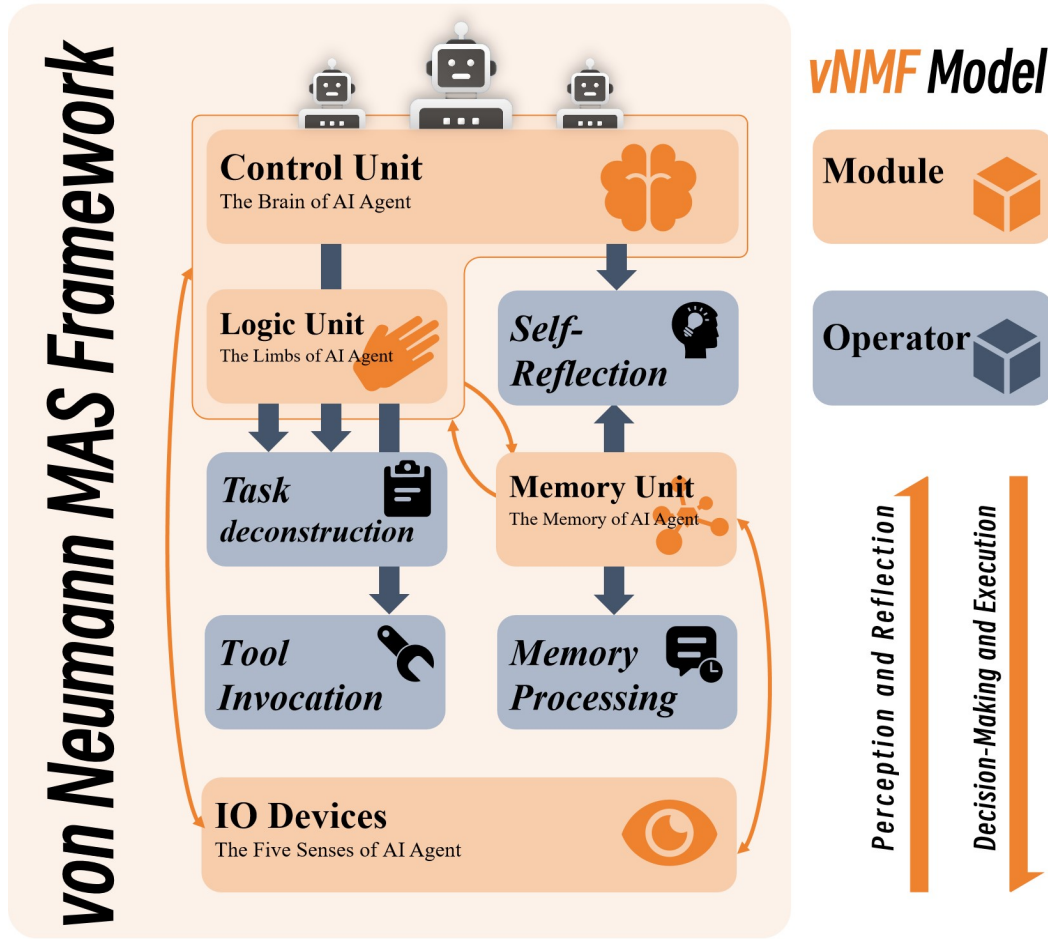 von Neumann MAS Framework
vNMF Model
Control Unit
The Brain of AI Agent
Module
Logic Unit
The Limbs of AI Agent
Self-
Reflection
Operator
Task
deconstruction
Memory Unit
The Memory of AI Agent
Tool
Invocation
Memory
Processing
Perception and Reflection
Decision-Making and Execution
IO Devices
The Five Senses of AI Agent